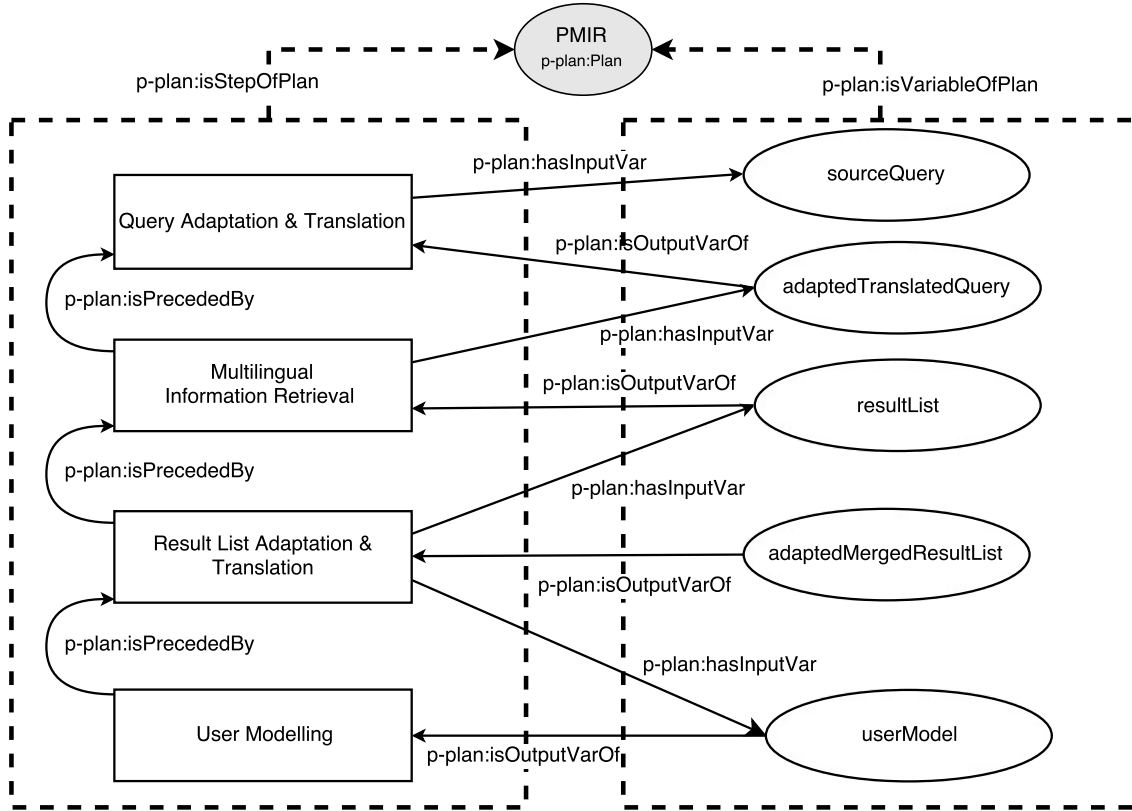 PMIR
p-plan:Plan
p-plan:isStepOfPlan
p-plan:isVariableOfPlan
p-plan:hasInputVar
sourceQuery
Query Adaptation & Translation
p-plan:isOutputVarOf
adaptedTranslatedQuery
p-plan:isPrecededBy
p-plan:hasInputVar
Multilingual
Information Retrieval
p-plan:isOutputVarOf
resultList
p-plan:isPrecededBy
p-plan:hasInputVar
Result List Adaptation &
Translation
adaptedMergedResultList
p-plan:isOutputVarOf
p-plan:isPrecededBy
p-plan:hasInputVar
User Modelling
userModel
p-plan:isOutputVarOf